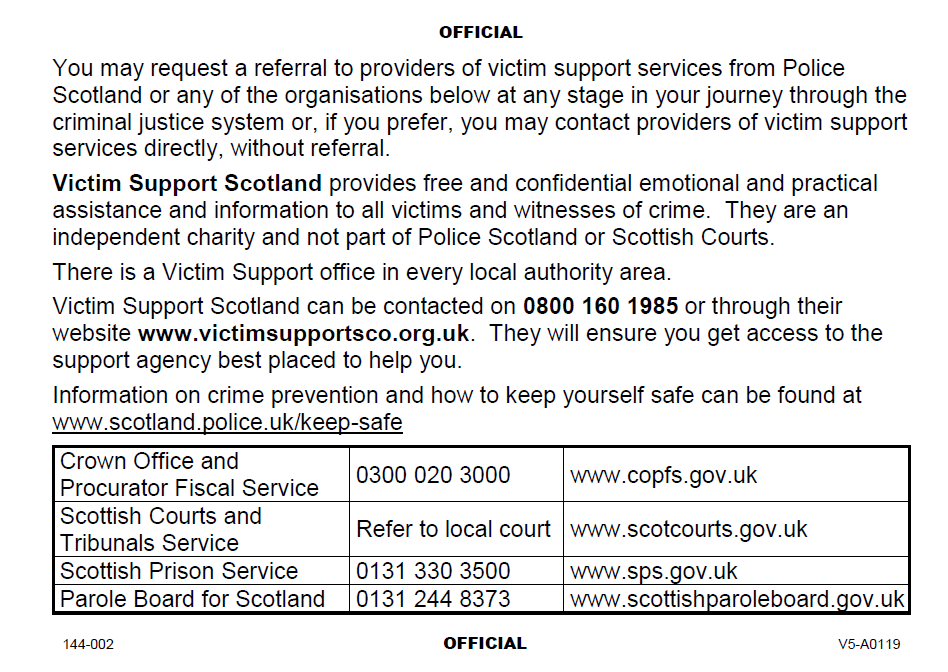 OFFICIAL
You may request a referral to providers of victim support services from Police
Scotland or any of the organisations below at any stage in your journey through the
criminal justice system or, if you prefer, you may contact providers of victim support
services directly, without referral.
Victim Support Scotland provides free and confidential emotional and practical
assistance and information to all victims and witnesses of crime.  They are an
independent charity and not part of Police Scotland or Scottish Courts.
There is a Victim Support office in every local authority area.
Victim Support Scotland can be contacted on 0800 160 1985 or through their
website www.victimsupportsco.org.uk.  They will ensure you get access to the
support agency best placed to help you.
Information on crime prevention and how to keep yourself safe can be found at
www.scotland.police.uk/keep-safe
Crown Office and
Procurator Fiscal Service
0300 020 3000
www.copfs.gov.uk
Scottish Courts and
Tribunals Service
Refer to local court
www.scotcourts.gov.uk
Scottish Prison Service
0131 330 3500
www.sps.gov.uk
Parole Board for Scotland
0131 244 8373
www.scottishparoleboard.gov.uk
144-002
OFFICIAL
V5-A0119